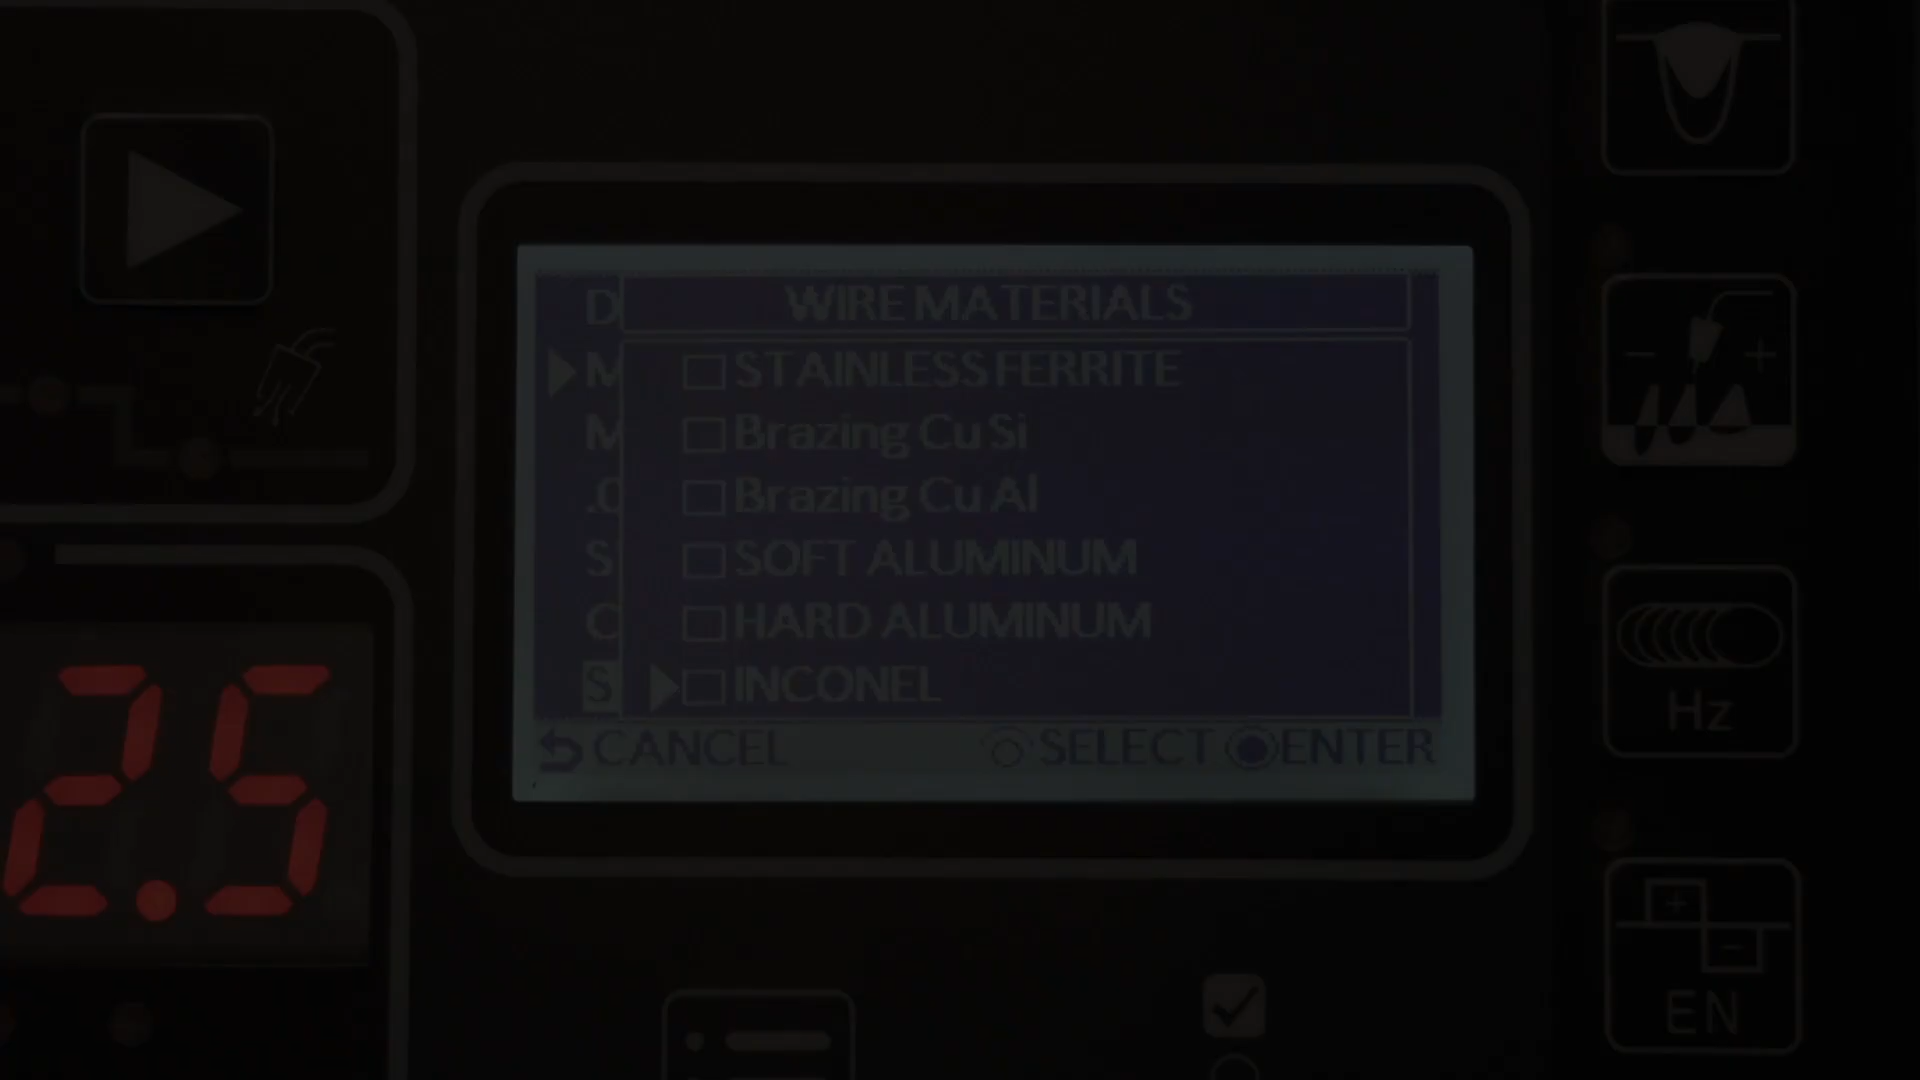 D WIRE MATERIALS
M STAINLESS FERRITE
M Brazing Cu Si
.C Brazing Cu Al
S SOFT ALUMINUM
C HARD ALUMINUM
S INCONEL
CANCEL SELECT ENTER
2.5
Hz
+
-
EN